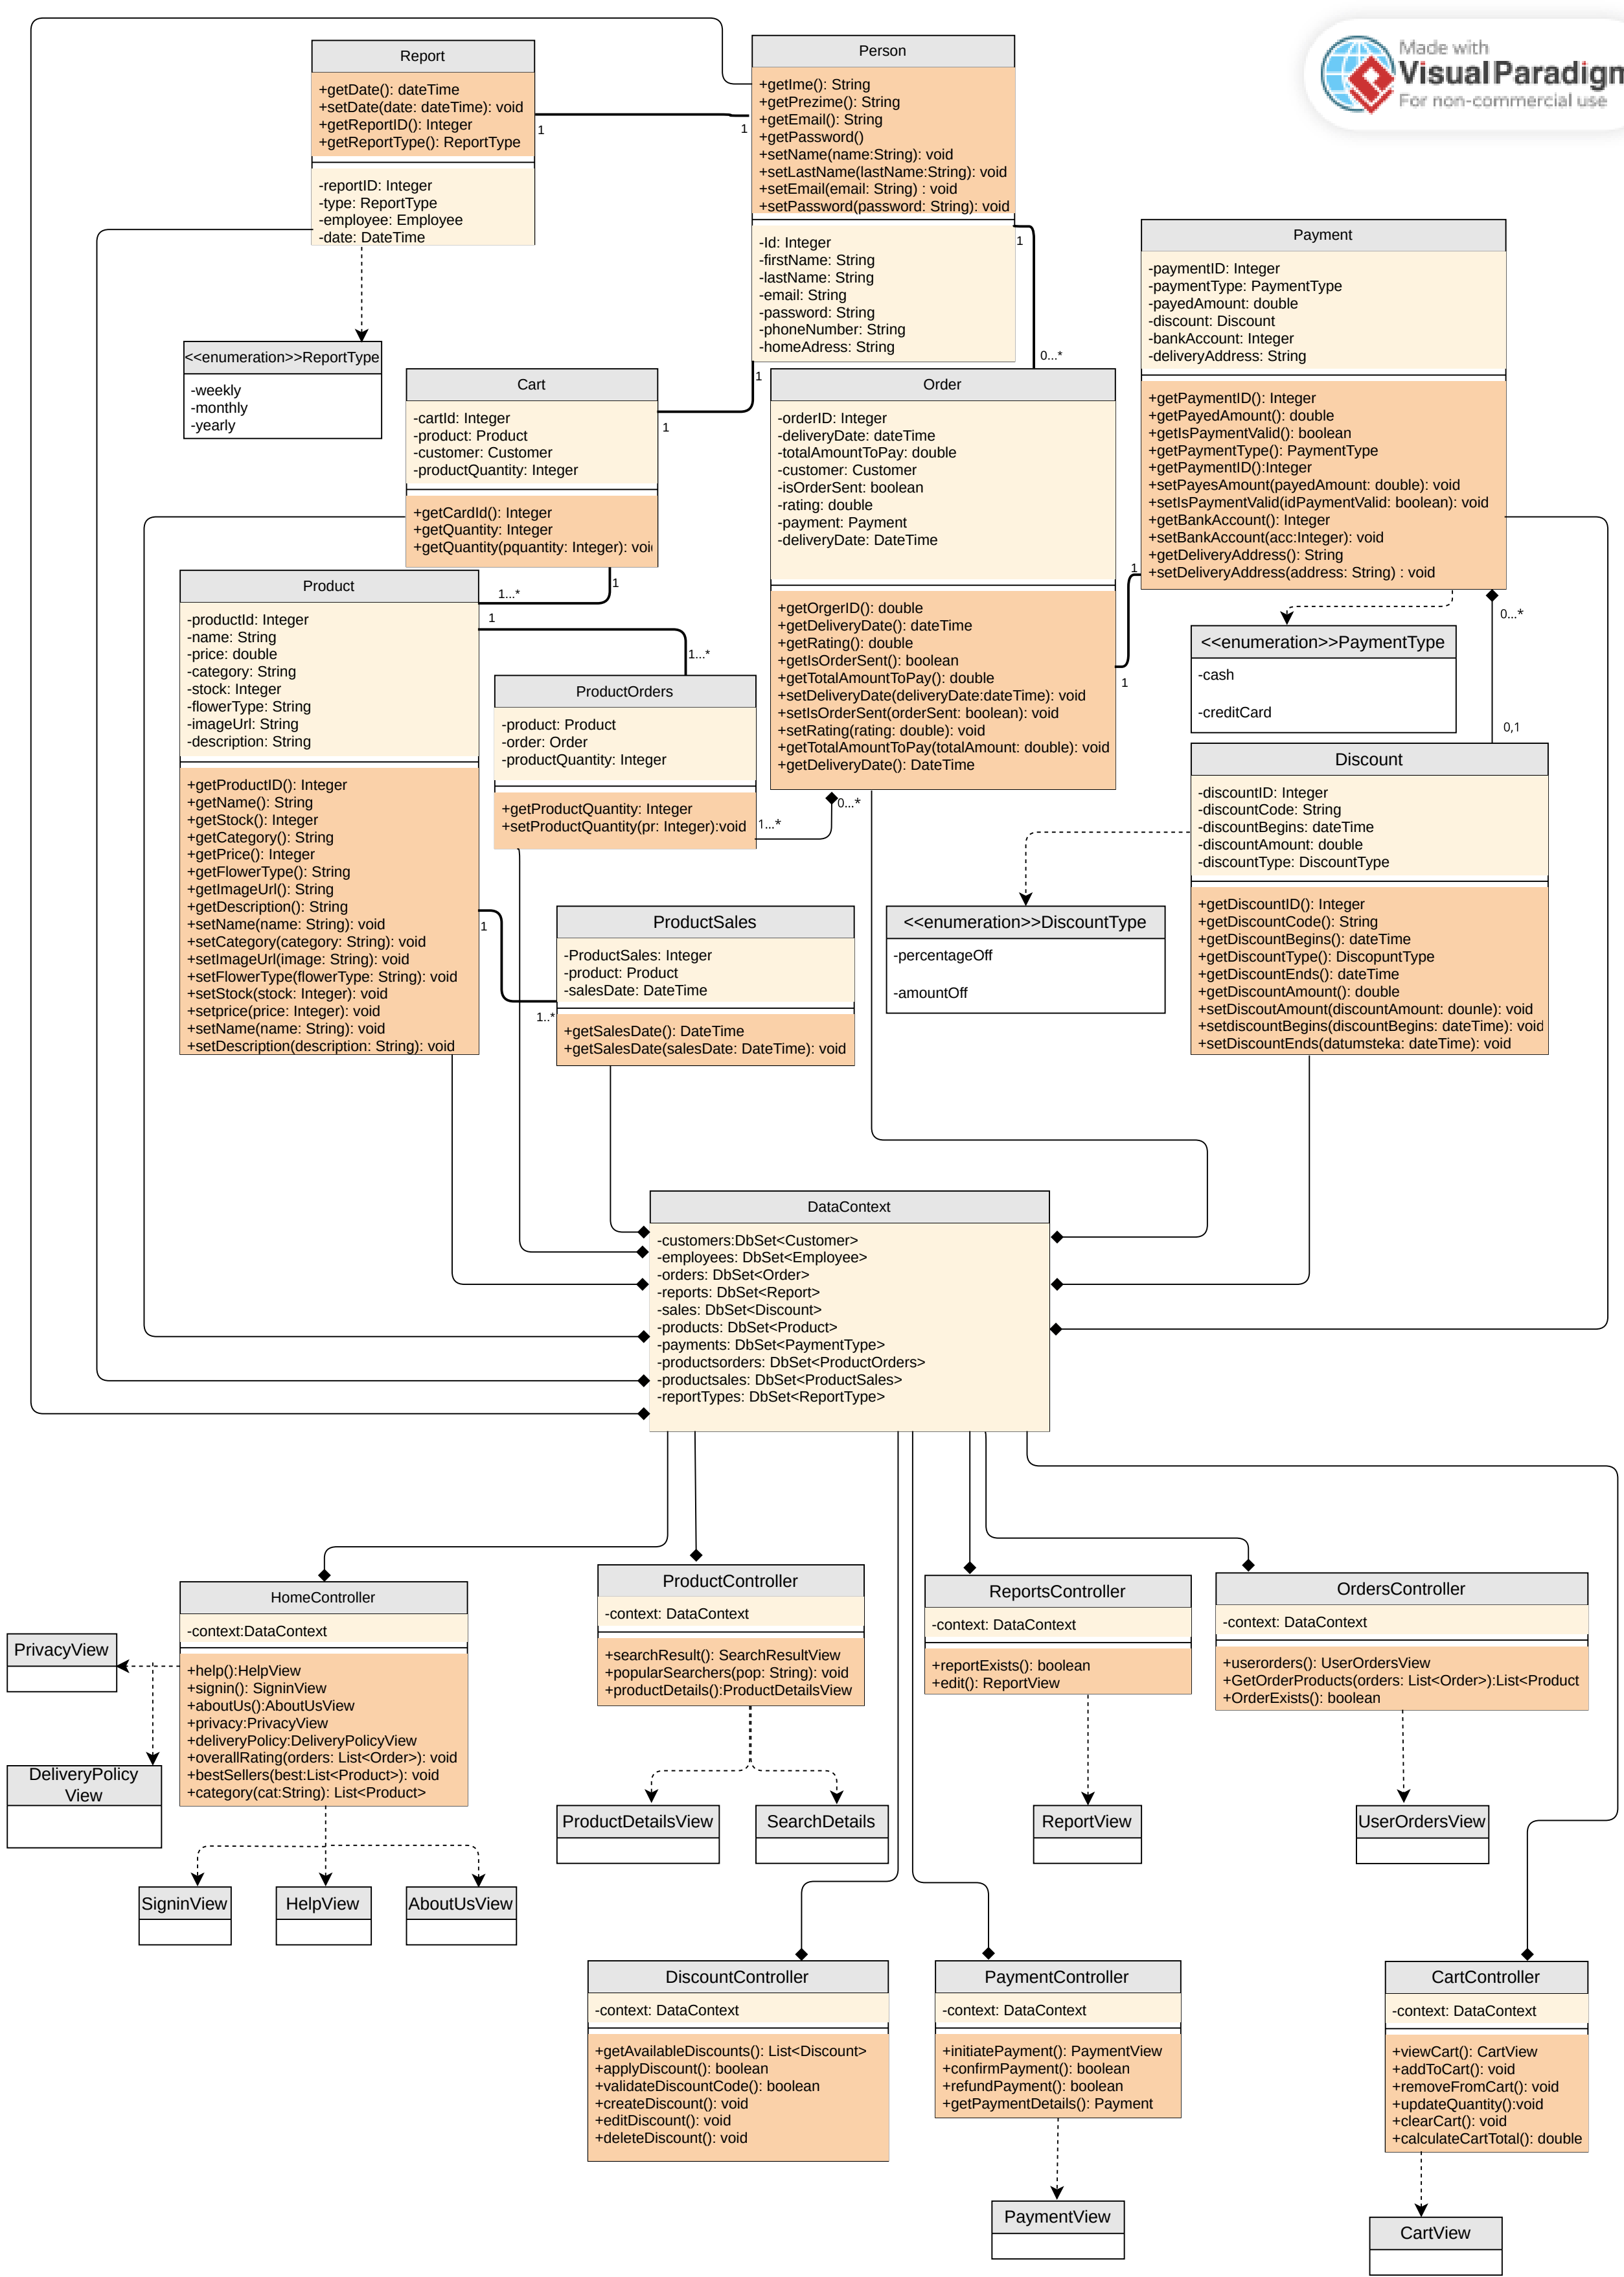 Made with
Visual Paradigm
For non-commercial use
Report
+getDate(): dateTime
+setDate(date: dateTime): void
+getReportID(): Integer
+getReportType(): ReportType
-reportID: Integer
-type: ReportType
-employee: Employee
-date: DateTime
1
1
Person
+getIme(): String
+getPrezime(): String
+getEmail(): String
+getPassword()
+setName(name:String): void
+setLastName(lastName:String): void
+setEmail(email: String) : void
+setPassword(password: String): void
-Id: Integer
-firstName: String
-lastName: String
-email: String
-password: String
-phoneNumber: String
-homeAdress: String
1
0...*
1
1
Payment
-paymentID: Integer
-paymentType: PaymentType
-payedAmount: double
-discount: Discount
-bankAccount: Integer
-deliveryAddress: String
+getPaymentID(): Integer
+getPayedAmount(): double
+getIsPaymentValid(): boolean
+getPaymentType(): PaymentType
+getPaymentID():Integer
+setPayesAmount(payedAmount: double): void
+setIsPaymentValid(idPaymentValid: boolean): void
+getBankAccount(): Integer
+setBankAccount(acc:Integer): void
+getDeliveryAddress(): String
+setDeliveryAddress(address: String) : void
<<enumeration>>ReportType
-weekly
-monthly
-yearly
Cart
-cartId: Integer
-product: Product
-customer: Customer
-productQuantity: Integer
+getCardId(): Integer
+getQuantity: Integer
+getQuantity(pquantity: Integer): voi
1
1...*
Order
-orderID: Integer
-deliveryDate: dateTime
-totalAmountToPay: double
-customer: Customer
-isOrderSent: boolean
-rating: double
-payment: Payment
-deliveryDate: DateTime
+getOrgerID(): double
+getDeliveryDate(): dateTime
+getRating(): double
+getIsOrderSent(): boolean
+getTotalAmountToPay(): double
+setDeliveryDate(deliveryDate:dateTime): void
+setIsOrderSent(orderSent: boolean): void
+setRating(rating: double): void
+getTotalAmountToPay(totalAmount: double): void
+getDeliveryDate(): DateTime
1
1
0...*
1...*
Product
-productId: Integer
-name: String
-price: double
-category: String
-stock: Integer
-flowerType: String
-imageUrl: String
-description: String
+getProductID(): Integer
+getName(): String
+getStock(): Integer
+getCategory(): String
+getPrice(): Integer
+getFlowerType(): String
+getImageUrl(): String
+getDescription(): String
+setName(name: String): void
+setCategory(category: String): void
+setImageUrl(image: String): void
+setFlowerType(flowerType: String): void
+setStock(stock: Integer): void
+setprice(price: Integer): void
+setName(name: String): void
+setDescription(description: String): void
1
1...*
ProductOrders
-product: Product
-order: Order
-productQuantity: Integer
+getProductQuantity: Integer
+setProductQuantity(pr: Integer):void
1
1..*
ProductSales
-ProductSales: Integer
-product: Product
-salesDate: DateTime
+getSalesDate(): DateTime
+getSalesDate(salesDate: DateTime): void
<<enumeration>>PaymentType
-cash
-creditCard
0...*
0,1
Discount
-discountID: Integer
-discountCode: String
-discountBegins: dateTime
-discountAmount: double
-discountType: DiscountType
+getDiscountID(): Integer
+getDiscountCode(): String
+getDiscountBegins(): dateTime
+getDiscountType(): DiscopuntType
+getDiscountEnds(): dateTime
+getDiscountAmount(): double
+setDiscoutAmount(discountAmount: dounle): void
+setdiscountBegins(discountBegins: dateTime): void
+setDiscountEnds(datumsteka: dateTime): void
<<enumeration>>DiscountType
-percentageOff
-amountOff
DataContext
-customers:DbSet<Customer>
-employees: DbSet<Employee>
-orders: DbSet<Order>
-reports: DbSet<Report>
-sales: DbSet<Discount>
-products: DbSet<Product>
-payments: DbSet<PaymentType>
-productsorders: DbSet<ProductOrders>
-productsales: DbSet<ProductSales>
-reportTypes: DbSet<ReportType>
HomeController
-context:DataContext
+help():HelpView
+signin(): SigninView
+aboutUs():AboutUsView
+privacy:PrivacyView
+deliveryPolicy:DeliveryPolicyView
+overallRating(orders: List<Order>): void
+bestSellers(best:List<Product>): void
+category(cat:String): List<Product>
PrivacyView
DeliveryPolicy
View
SigninView
HelpView
AboutUsView
ProductController
-context: DataContext
+searchResult(): SearchResultView
+popularSearchers(pop: String): void
+productDetails():ProductDetailsView
ProductDetailsView
SearchDetails
ReportsController
-context: DataContext
+reportExists(): boolean
+edit(): ReportView
ReportView
OrdersController
-context: DataContext
+userorders(): UserOrdersView
+GetOrderProducts(orders: List<Order>):List<Product
+OrderExists(): boolean
UserOrdersView
DiscountController
-context: DataContext
+getAvailableDiscounts(): List<Discount>
+applyDiscount(): boolean
+validateDiscountCode(): boolean
+createDiscount(): void
+editDiscount(): void
+deleteDiscount(): void
PaymentController
-context: DataContext
+initiatePayment(): PaymentView
+confirmPayment(): boolean
+refundPayment(): boolean
+getPaymentDetails(): Payment
PaymentView
CartController
-context: DataContext
+viewCart(): CartView
+addToCart(): void
+removeFromCart(): void
+updateQuantity():void
+clearCart(): void
+calculateCartTotal(): double
CartView